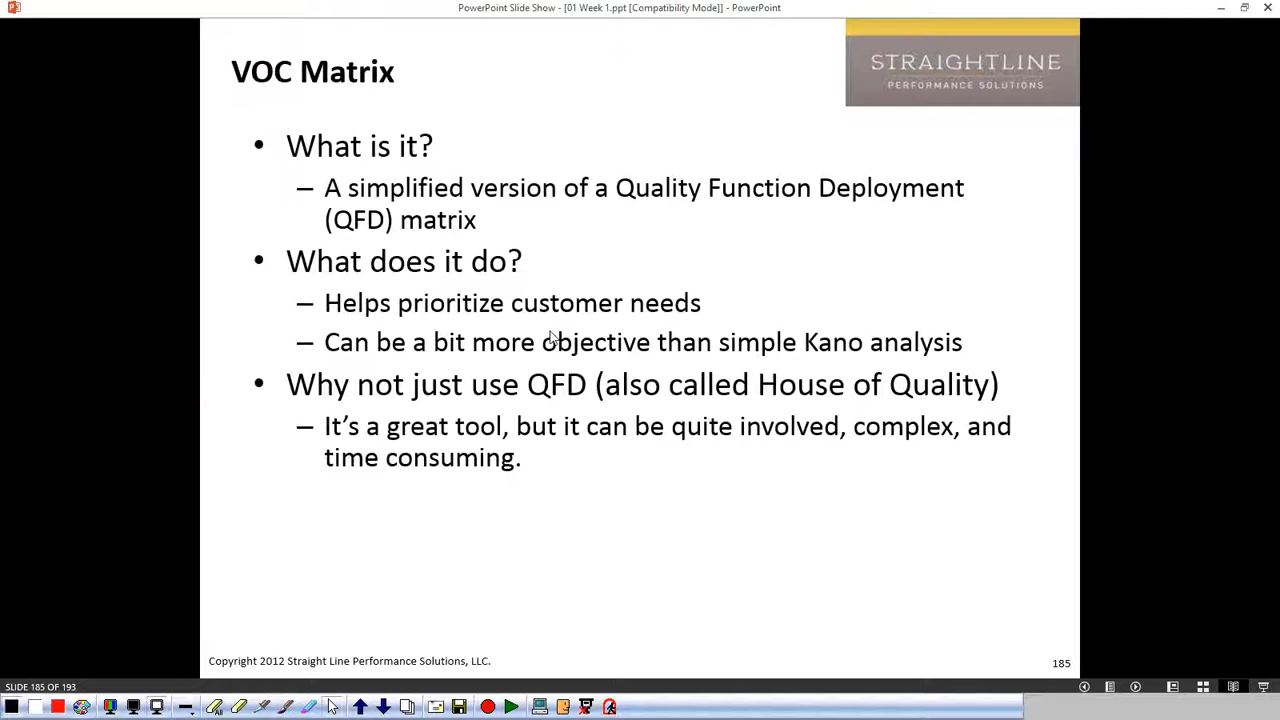 PowerPoint Slide Show - [01 Week 1.ppt [Compatibility Mode]] - PowerPoint
STRAIGHTLINE
PERFORMANCE SOLUTIONS
VOC Matrix
• What is it?
– A simplified version of a Quality Function Deployment
(QFD) matrix
• What does it do?
– Helps prioritize customer needs
– Can be a bit more objective than simple Kano analysis
• Why not just use QFD (also called House of Quality)
– It’s a great tool, but it can be quite involved, complex, and
time consuming.
Copyright 2012 Straight Line Performance Solutions, LLC.
185
SLIDE 185 OF 193